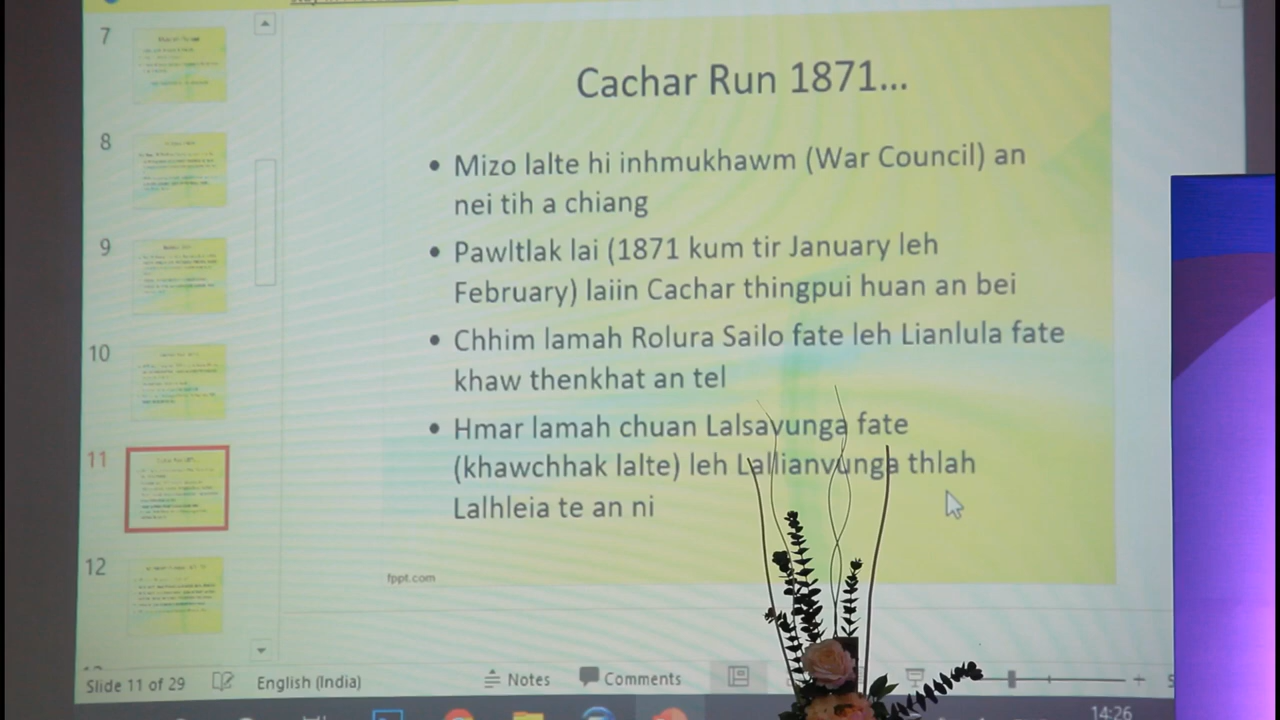 Cachar Run 1871...
• Mizo lalte hi inhmukhawm (War Council) an
nei tih a chiang
• Pawltlak lai (1871 kum tir January leh
February) laiin Cachar thingpui huan an bei
• Chhim lamah Rolura Sailo fate leh Lianlula fate
khaw thenkhat an tel
• Hmar lamah chuan Lalsavunga fate
(khawchhak lalte) leh Lallianvunga thlah
Lalhleia te an ni
fppt.com
7
8
9
10
11
12
Slide 11 of 29
English (India)
Notes
Comments
14:26